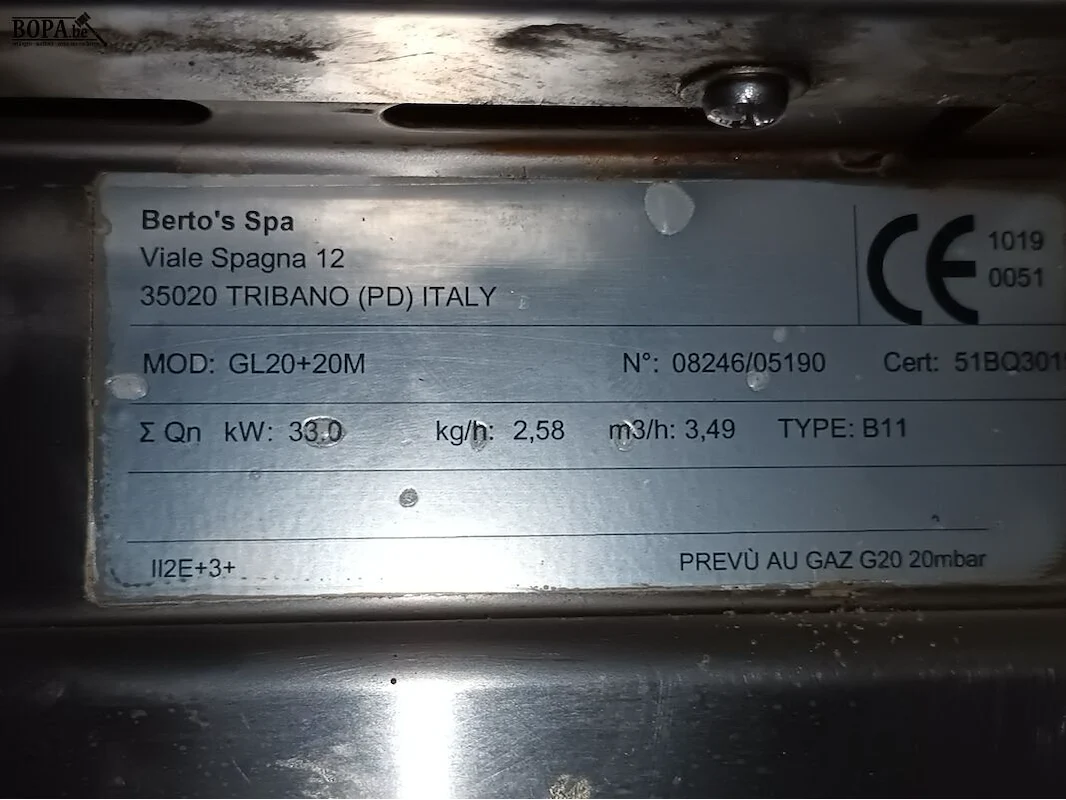 BOPA.be
Berto's Spa
Viale Spagna 12
35020 TRIBANO (PD) ITALY
CE 1019
0051
MOD: GL20+20M N°: 08246/05190 Cert: 51BQ301
Σ Qn kW: 33.0 kg/h: 2,58 m3/h: 3,49 TYPE: B11
II2E+3+ PREVÙ AU GAZ G20 20mbar